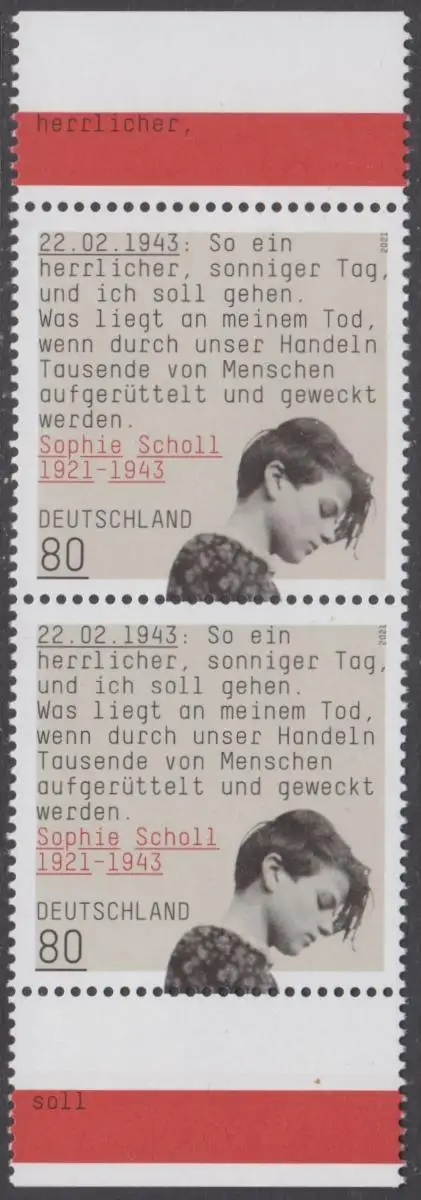 herrlicher,
22.02.1943: So ein
2021
herrlicher, sonniger Tag,
und ich soll gehen.
Was liegt an meinem Tod,
wenn durch unser Handeln
Tausende von Menschen
aufgerüttelt und geweckt
werden.
Sophie Scholl
1921-1943
DEUTSCHLAND
80
22.02.1943: So ein
2021
herrlicher, sonniger Tag,
und ich soll gehen.
Was liegt an meinem Tod,
wenn durch unser Handeln
Tausende von Menschen
aufgerüttelt und geweckt
werden.
Sophie Scholl
1921-1943
DEUTSCHLAND
80
soll